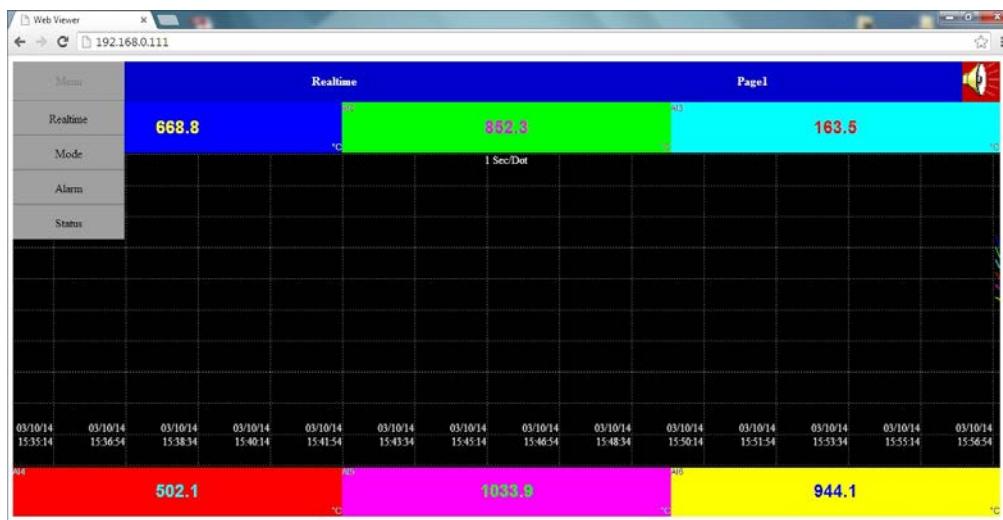 Web Viewer
192.168.0.111
Menu
Realtime
Page1
Realtime
Mode
Alarm
Status
668.8
°C
AI2
852.3
°C
AI3
163.5
°C
1 Sec/Dot
03/10/14 03/10/14 03/10/14 03/10/14 03/10/14 03/10/14 03/10/14 03/10/14 03/10/14 03/10/14 03/10/14 03/10/14 03/10/14 03/10/14
15:35:14 15:36:54 15:38:34 15:40:14 15:41:54 15:43:34 15:45:14 15:46:54 15:48:34 15:50:14 15:51:54 15:53:34 15:55:14 15:56:54
AI4
502.1
°C
AI5
1033.9
°C
AI6
944.1
°C